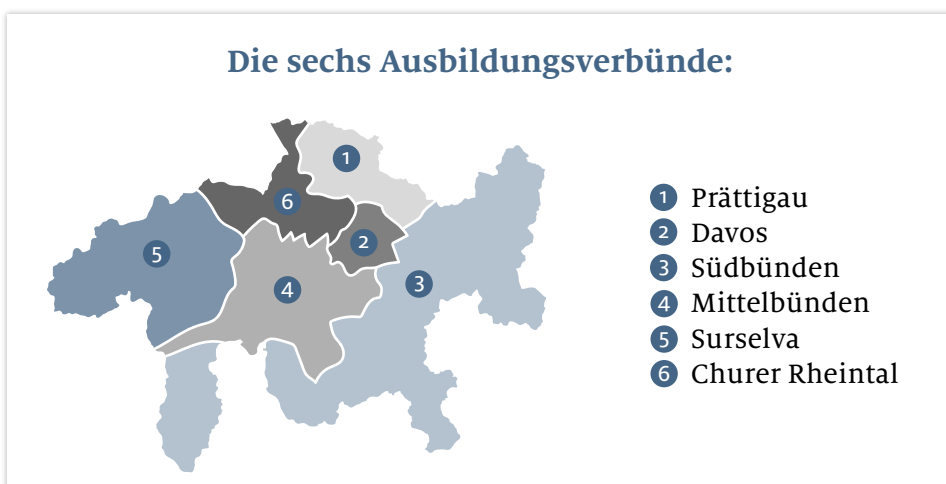 Die sechs Ausbildungsverbünde:
1
6
2
5
3
4
1 Prättigau
2 Davos
3 Südbünden
4 Mittelbünden
5 Surselva
6 Churer Rheintal